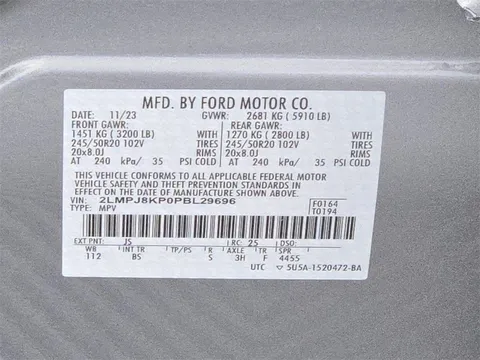 MFD. BY FORD MOTOR CO.
DATE: 11/23 GVWR: 2681 KG ( 5910 LB)
FRONT GAWR: REAR GAWR:
1451 KG ( 3200 LB) 1270 KG ( 2800 LB)
245/50R20 102V WITH TIRES 245/50R20 102V
20x8.0J RIMS 20x8.0J
AT 240 kPa/ 35 PSI COLD AT 240 kPa/ 35 PSI COLD
THIS VEHICLE CONFORMS TO ALL APPLICABLE FEDERAL MOTOR
VEHICLE SAFETY AND THEFT PREVENTION STANDARDS IN
EFFECT ON THE DATE OF MANUFACTURE SHOWN ABOVE.
VIN: 2LMPJ8KP0PBL29696 F0164
TYPE: MPV T0194
EXT PNT: JS RC: 25 DSO:
WB INT TR TP/PS R AXLE TR SPR
112 BS S 3H F 4455
UTC ▽ 5U5A-1520472-BA